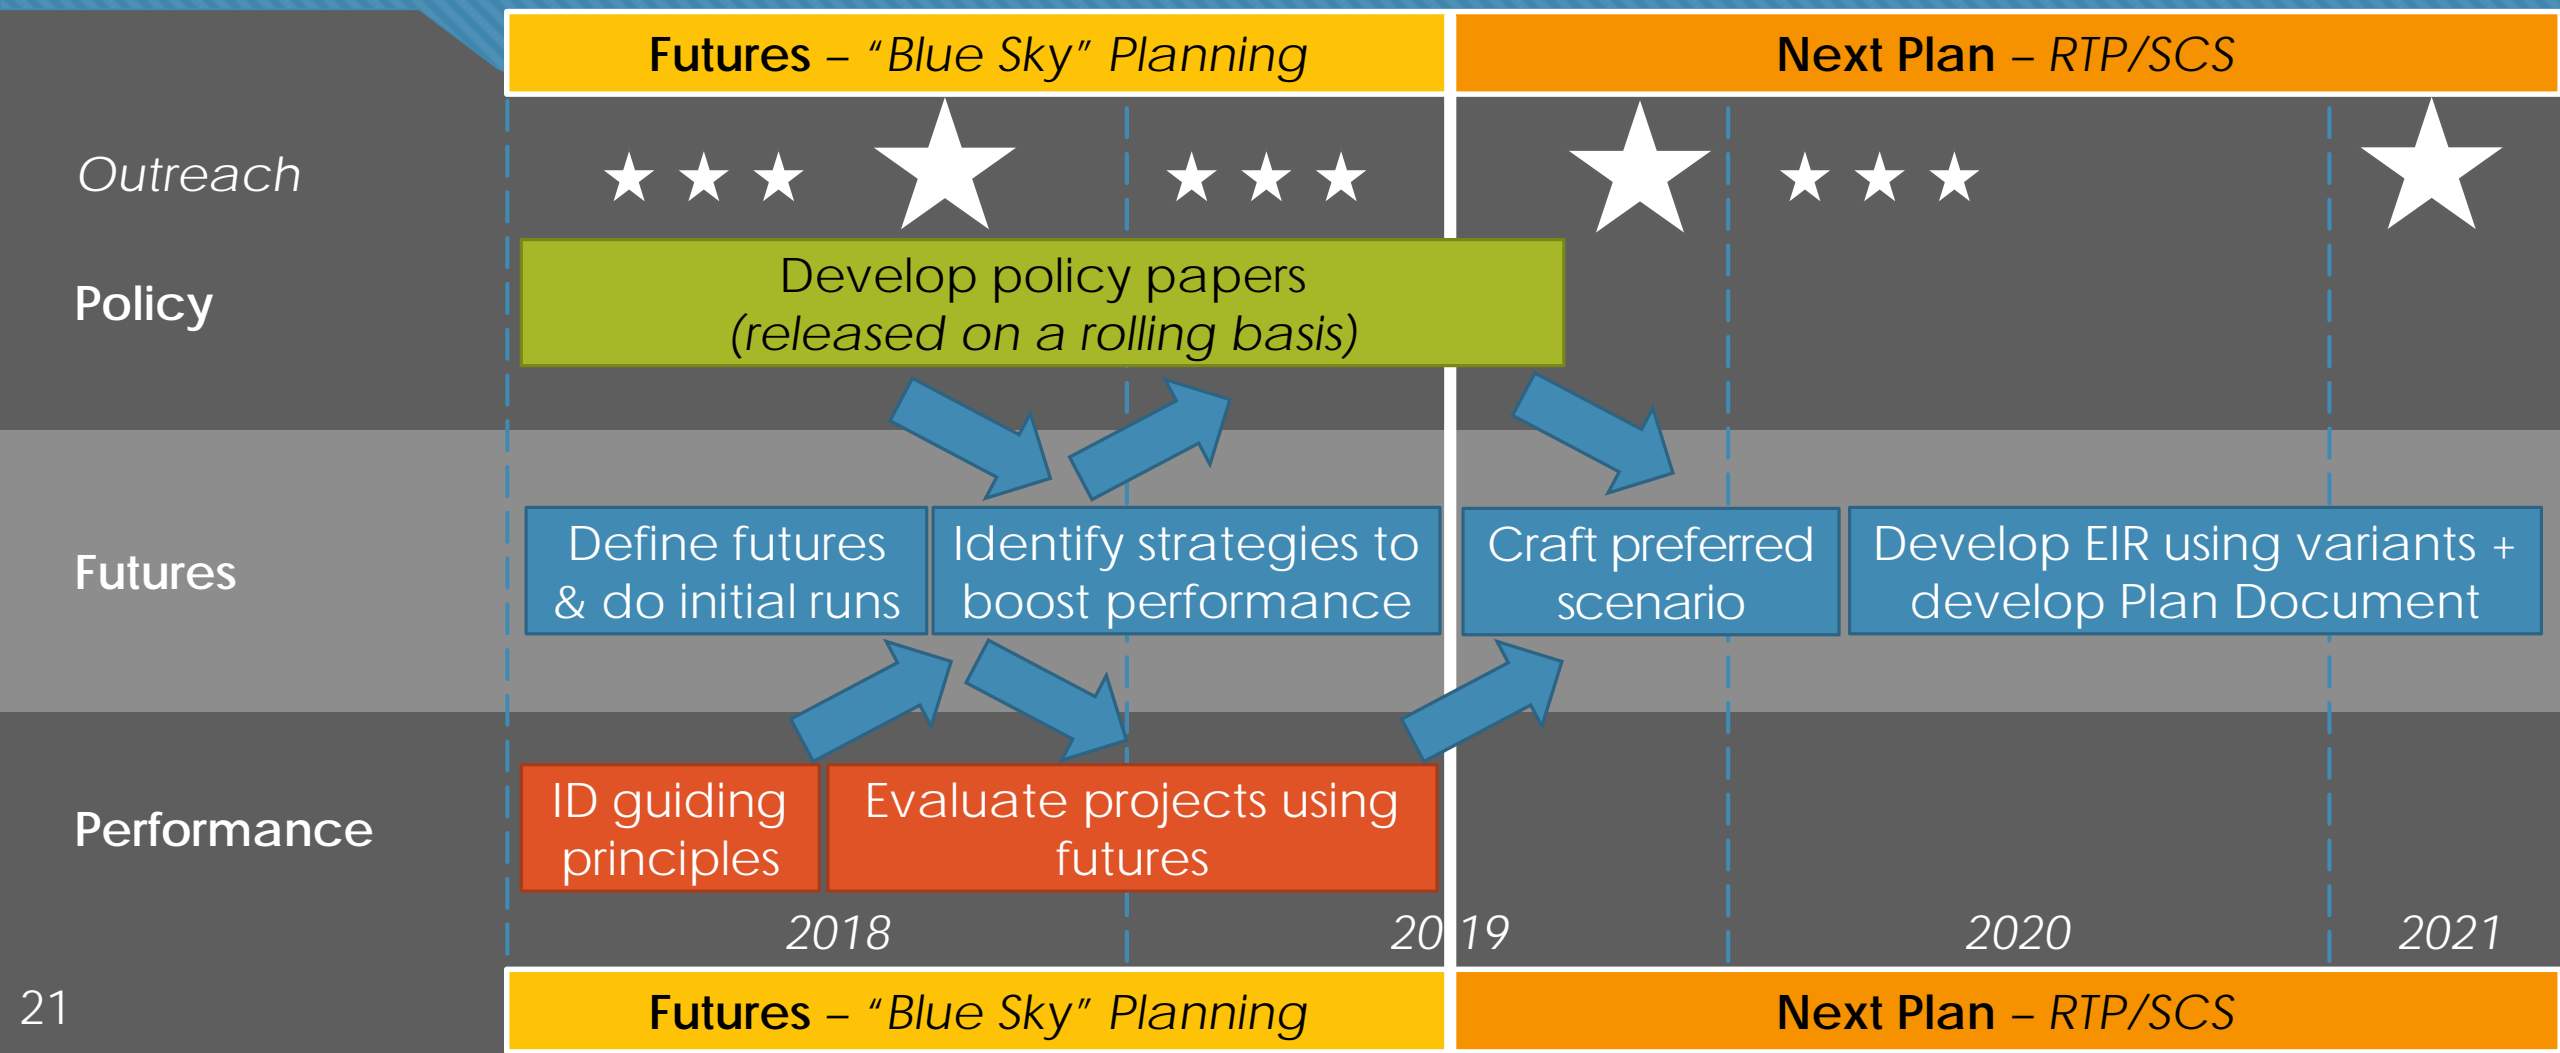 Futures – “Blue Sky” Planning
Next Plan – RTP/SCS
Outreach
Policy
Develop policy papers
(released on a rolling basis)
Futures
Define futures
& do initial runs
Identify strategies to
boost performance
Craft preferred
scenario
Develop EIR using variants +
develop Plan Document
Performance
ID guiding
principles
Evaluate projects using
futures
2018
2019
2020
2021
21
Futures – “Blue Sky” Planning
Next Plan – RTP/SCS